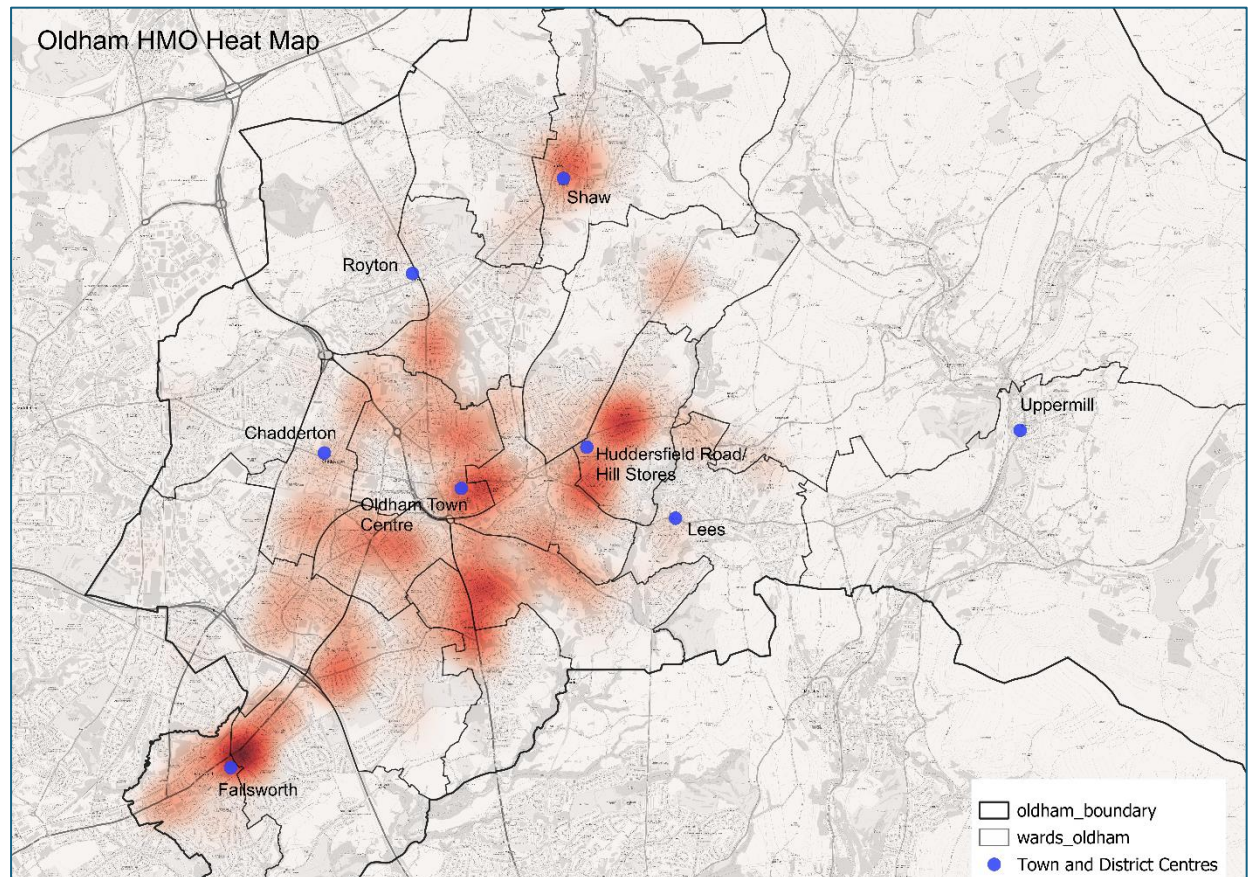 Oldham HMO Heat Map
Shaw
Royton
Uppermill
Chadderton
Huddersfield Road/
Hill Stores
Oldham Town
Centre
Lees
Failsworth
oldham_boundary
wards_oldham
Town and District Centres